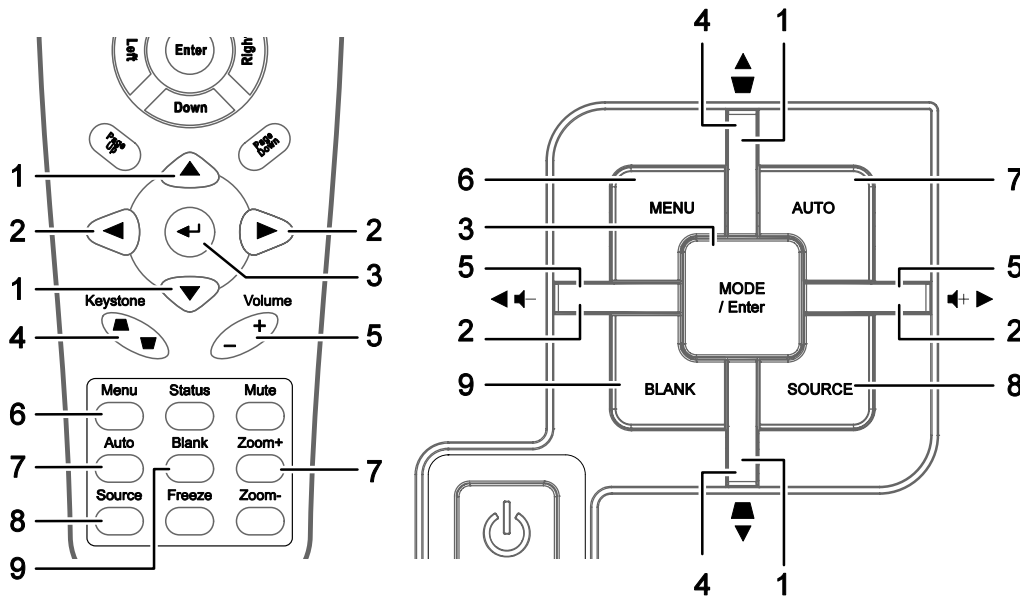 Left
Enter
Right
Down
Page
Up
Page
Down
1
2
2
3
1
Keystone
Volume
4
+
−
5
Menu
Status
Mute
6
Auto
Blank
Zoom+
7
7
Source
Freeze
Zoom-
8
9
4
1
6
7
MENU
AUTO
3
5
5
MODE
/ Enter
−
+
2
2
9
8
BLANK
SOURCE
4
1